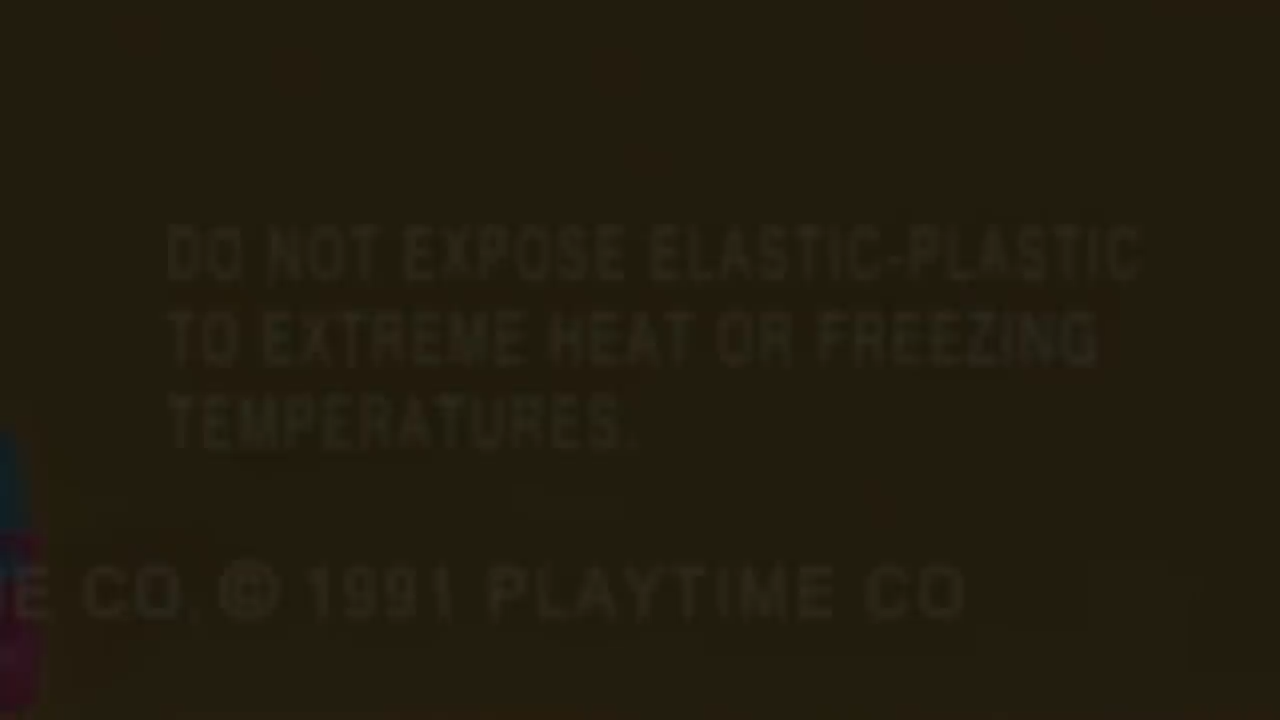 DO NOT EXPOSE ELASTIC-PLASTIC
TO EXTREME HEAT OR FREEZING
TEMPERATURES.
E CO. © 1991 PLAYTIME CO